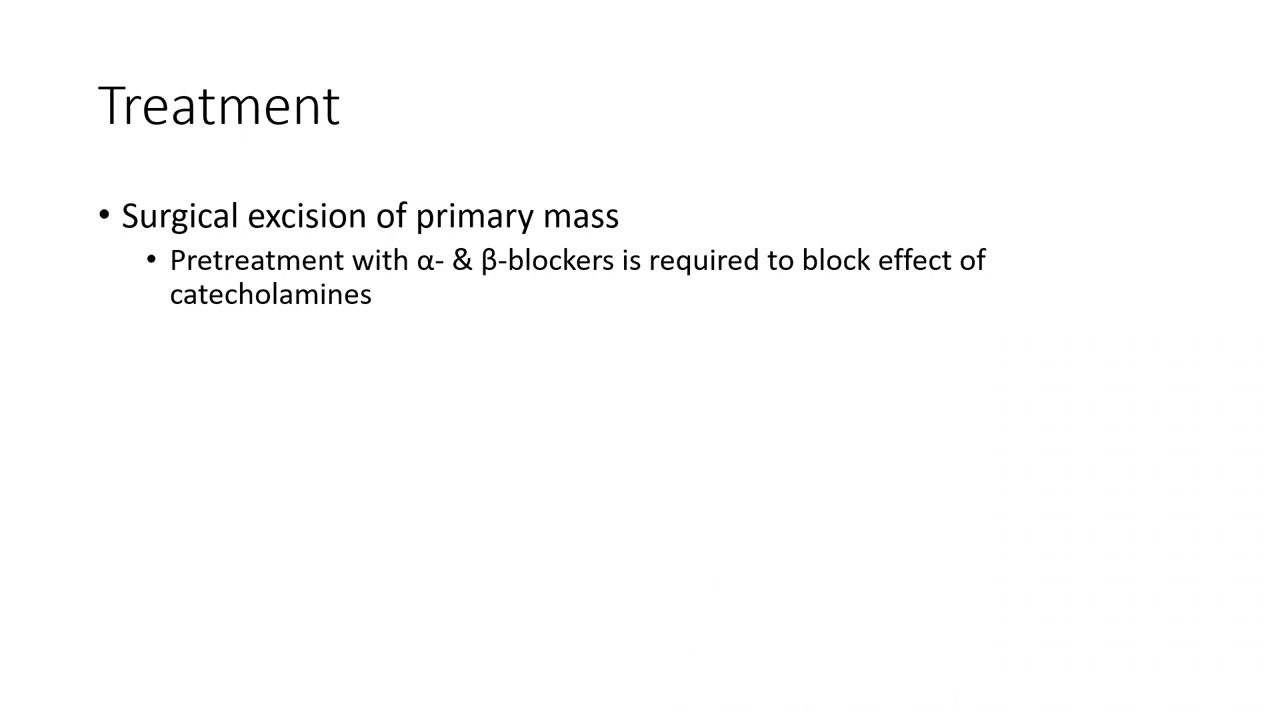 Treatment
• Surgical excision of primary mass
• Pretreatment with α- & β-blockers is required to block effect of
catecholamines